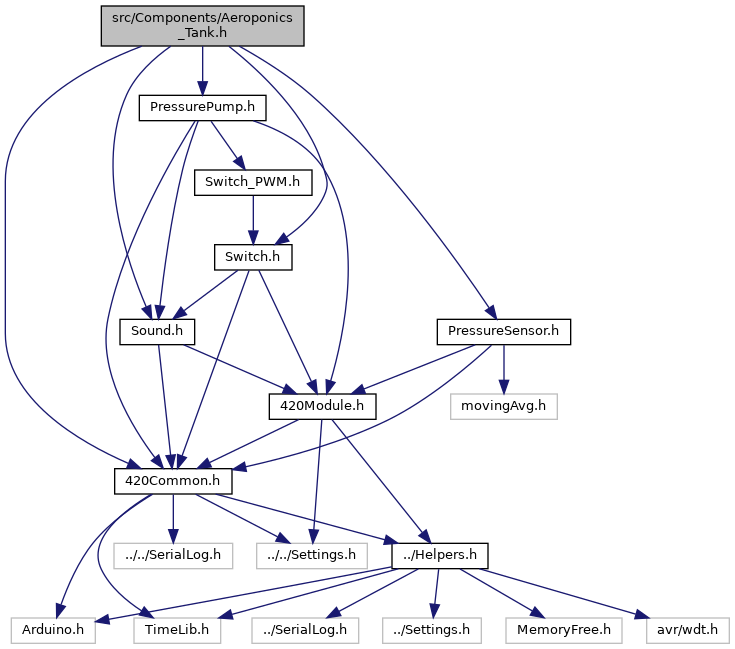 src/Components/Aeroponics
_Tank.h
PressurePump.h
Switch_PWM.h
Switch.h
Sound.h
PressureSensor.h
420Module.h
movingAvg.h
420Common.h
../../SerialLog.h
../../Settings.h
../Helpers.h
Arduino.h
TimeLib.h
../SerialLog.h
../Settings.h
MemoryFree.h
avr/wdt.h